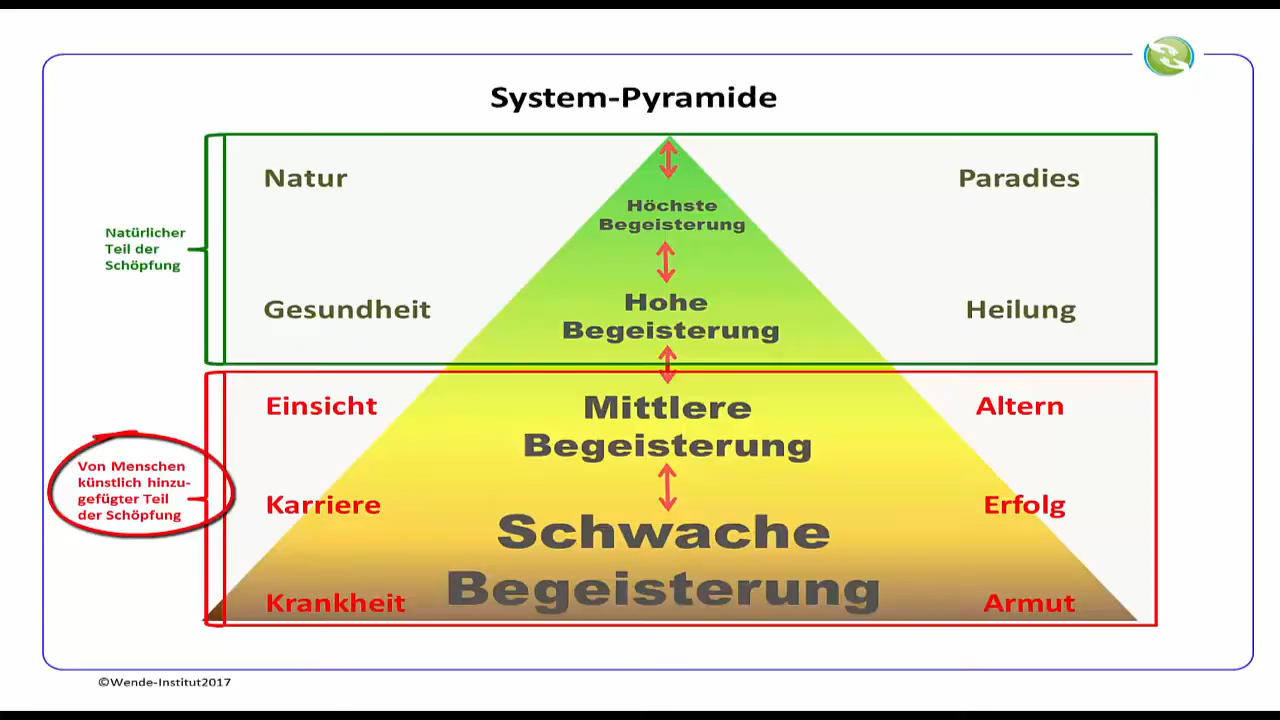 System-Pyramide
Natur
Paradies
Höchste
Begeisterung
Natürlicher
Teil der
Schöpfung
Gesundheit
Hohe
Begeisterung
Heilung
Einsicht
Mittlere
Begeisterung
Altern
Von Menschen
künstlich hinzu-
gefügter Teil
der Schöpfung
Karriere
Erfolg
Schwache
Begeisterung
Krankheit
Armut
©Wende-Institut2017